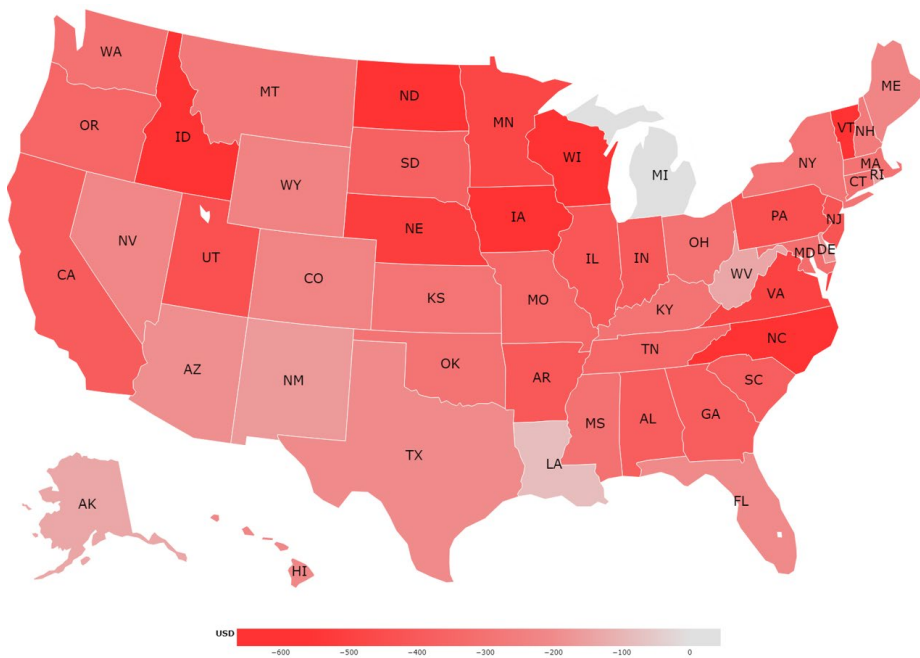 WA
MT
ND
MN
ME
OR
ID
SD
WI
VT
NH
NY
MA
WY
MI
CT
RI
NE
IA
PA
NJ
NV
UT
CO
IL
IN
OH
MD
DE
CA
WV
VA
KS
MO
KY
AZ
NM
OK
AR
TN
NC
SC
TX
MS
AL
GA
LA
AK
FL
HI
USD
−600 −500 −400 −300 −200 −100 0